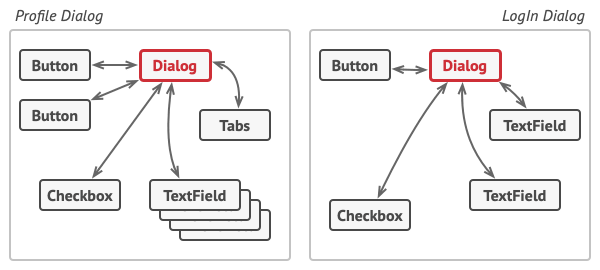 Profile Dialog
Button
Dialog
Button
Tabs
Checkbox
TextField
LogIn Dialog
Button
Dialog
TextField
TextField
Checkbox